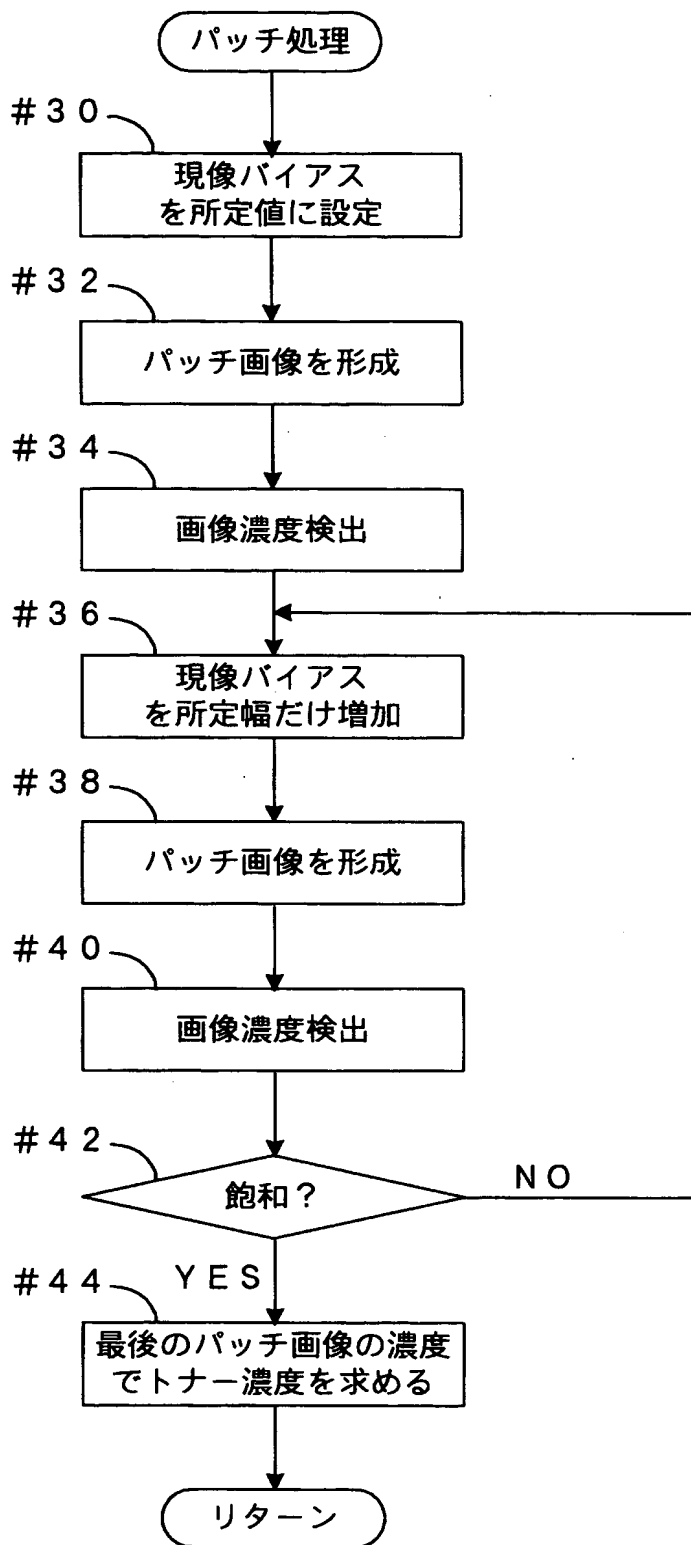 パッチ処理
＃３０
現像バイアス
を所定値に設定
＃３２
パッチ画像を形成
＃３４
画像濃度検出
＃３６
現像バイアス
を所定幅だけ増加
＃３８
パッチ画像を形成
＃４０
画像濃度検出
＃４２
飽和？
ＮＯ
ＹＥＳ
＃４４
最後のパッチ画像の濃度
でトナー濃度を求める
リターン